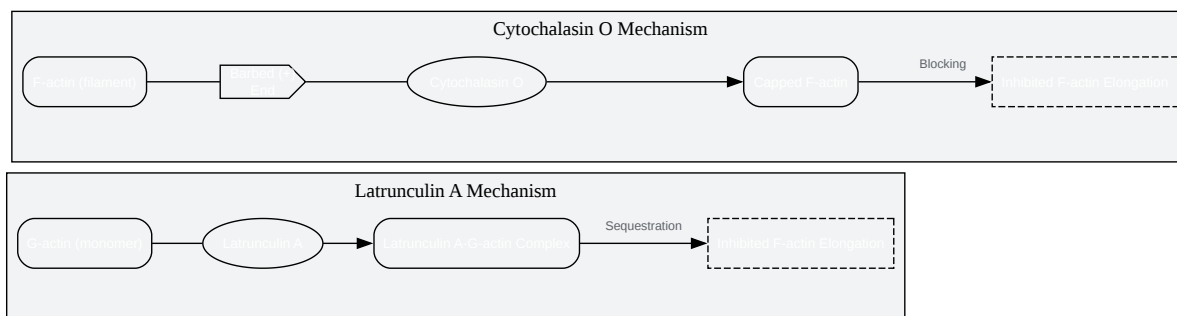 Cytochalasin O Mechanism
F-actin (filament)
Barbed (+)
End
Cytochalasin O
Capped F-actin
Blocking
Inhibited F-actin Elongation
Latrunculin A Mechanism
G-actin (monomer)
Latrunculin A
Latrunculin A-G-actin Complex
Sequestration
Inhibited F-actin Elongation